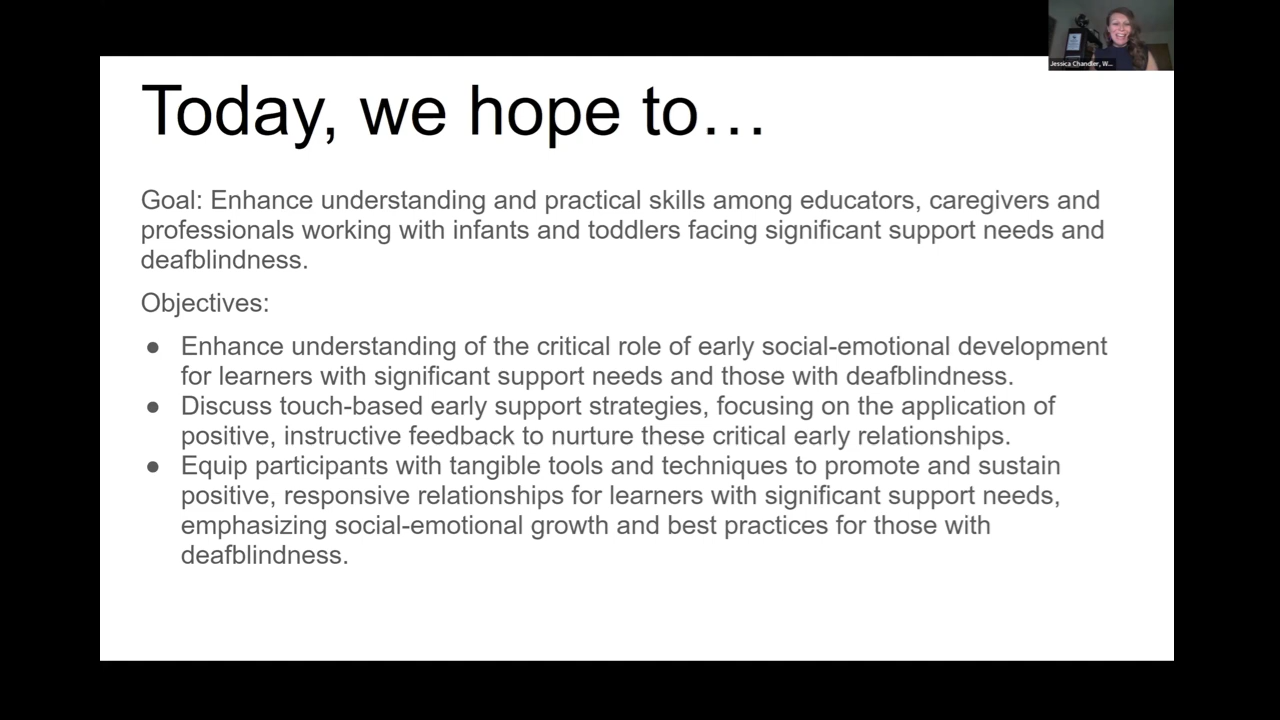 Jessica Chandler, W...
Today, we hope to…
Goal: Enhance understanding and practical skills among educators, caregivers and
professionals working with infants and toddlers facing significant support needs and
deafblindness.
Objectives:
● Enhance understanding of the critical role of early social-emotional development
for learners with significant support needs and those with deafblindness.
● Discuss touch-based early support strategies, focusing on the application of
positive, instructive feedback to nurture these critical early relationships.
● Equip participants with tangible tools and techniques to promote and sustain
positive, responsive relationships for learners with significant support needs,
emphasizing social-emotional growth and best practices for those with
deafblindness.